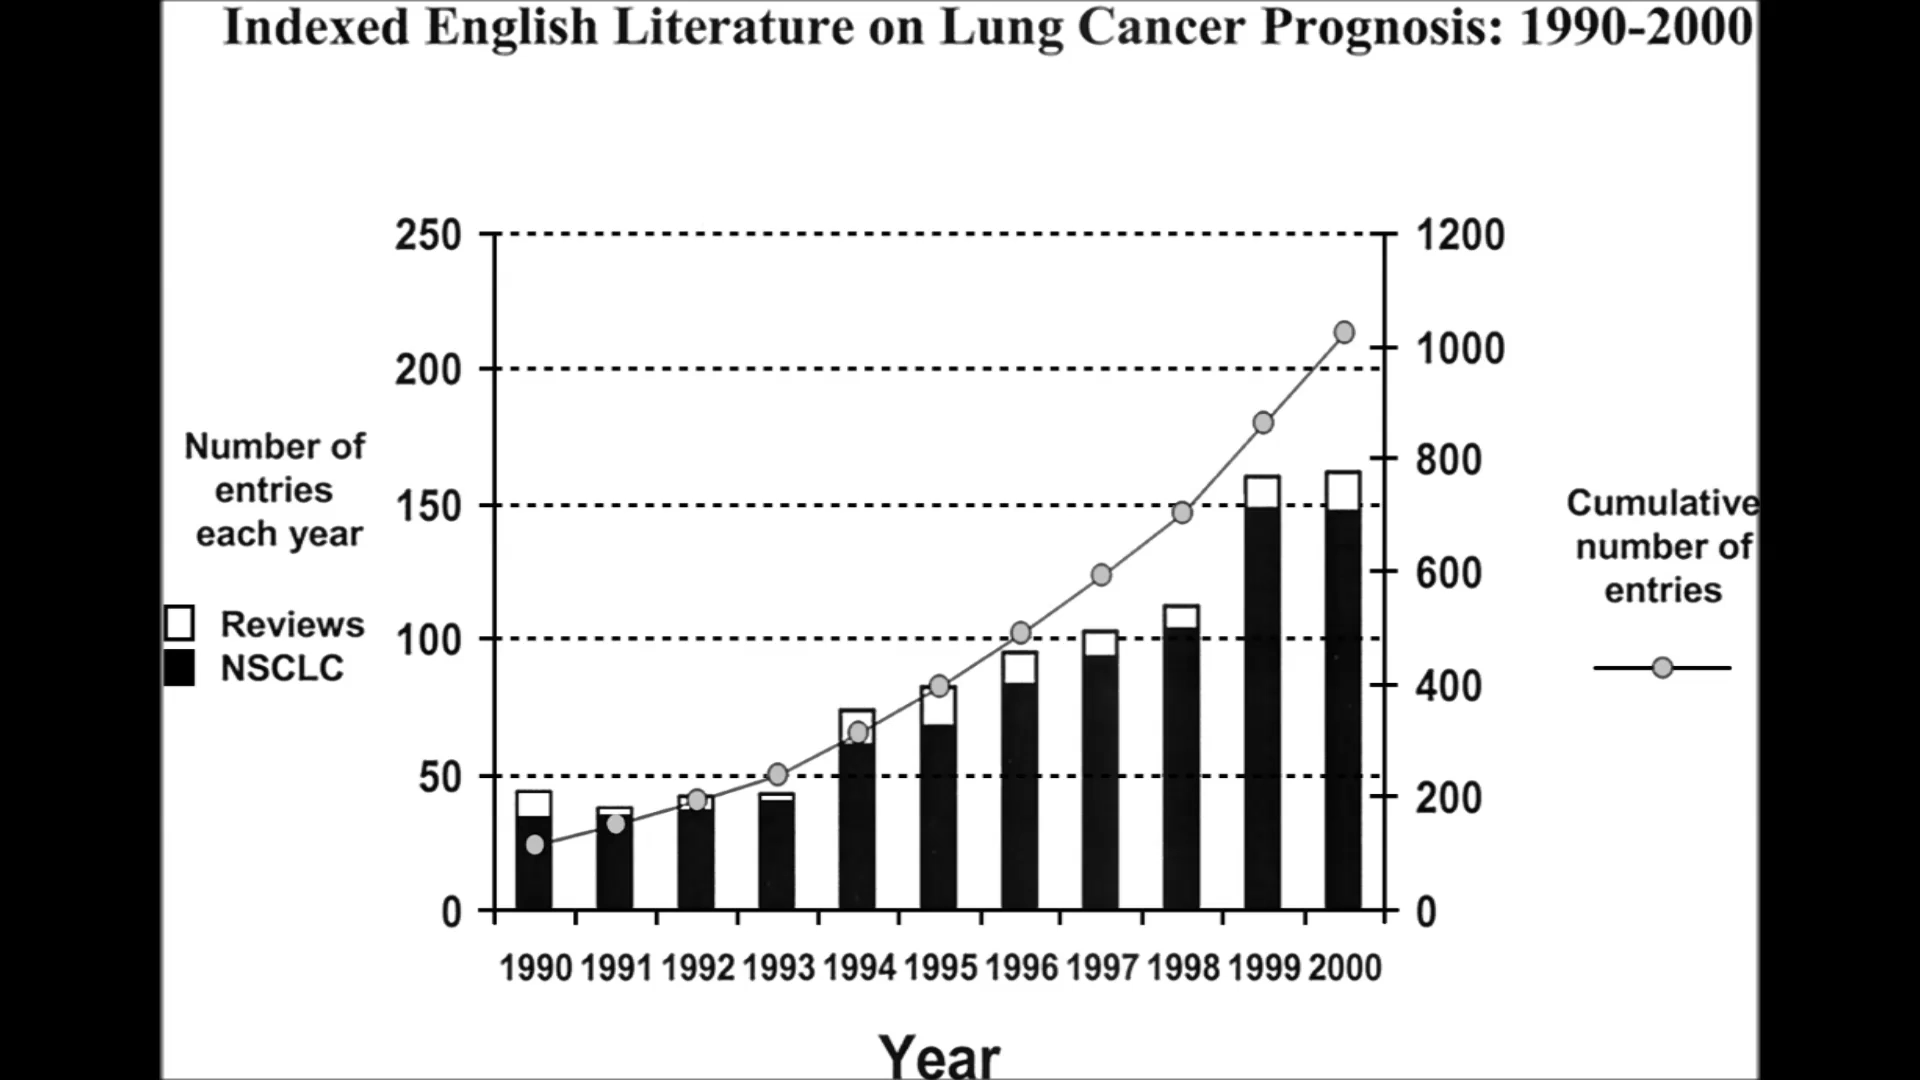 Indexed English Literature on Lung Cancer Prognosis: 1990-2000
250
200
150
100
50
0
1200
1000
800
600
400
200
0
Number of
entries
each year
Reviews
NSCLC
Cumulative
number of
entries
1990 1991 1992 1993 1994 1995 1996 1997 1998 1999 2000
Year